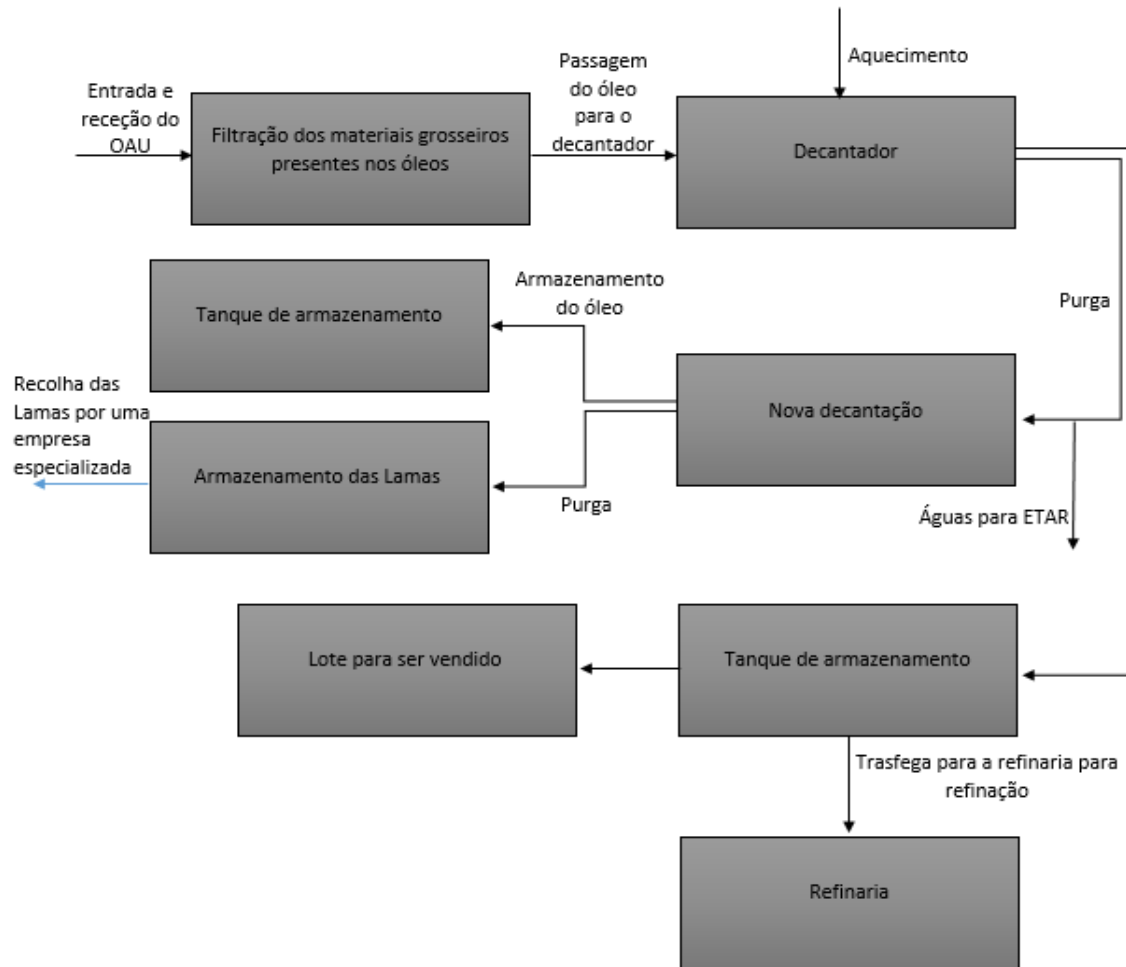 Aquecimento
Entrada e
receção do
OAU
Filtração dos materiais grosseiros
presentes nos óleos
Passagem
do óleo
para o
decantador
Decantador
Purga
Tanque de armazenamento
Armazenamento
do óleo
Nova decantação
Recolha das
Lamas por uma
empresa
especializada
Armazenamento das Lamas
Purga
Águas para ETAR
Lote para ser vendido
Tanque de armazenamento
Trasfega para a refinaria para
refinação
Refinaria